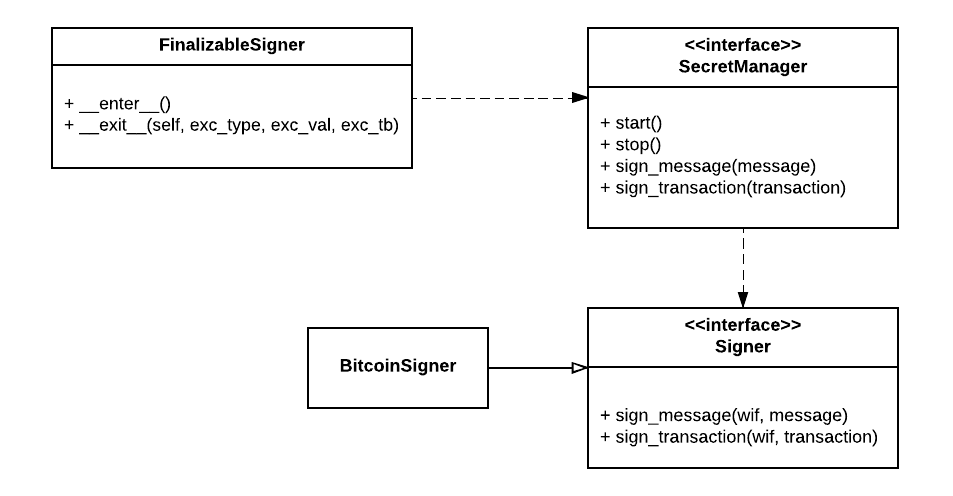 FinalizableSigner
+ __enter__()
+ __exit__(self, exc_type, exc_val, exc_tb)
<<interface>>
SecretManager
+ start()
+ stop()
+ sign_message(message)
+ sign_transaction(transaction)
BitcoinSigner
<<interface>>
Signer
+ sign_message(wif, message)
+ sign_transaction(wif, transaction)